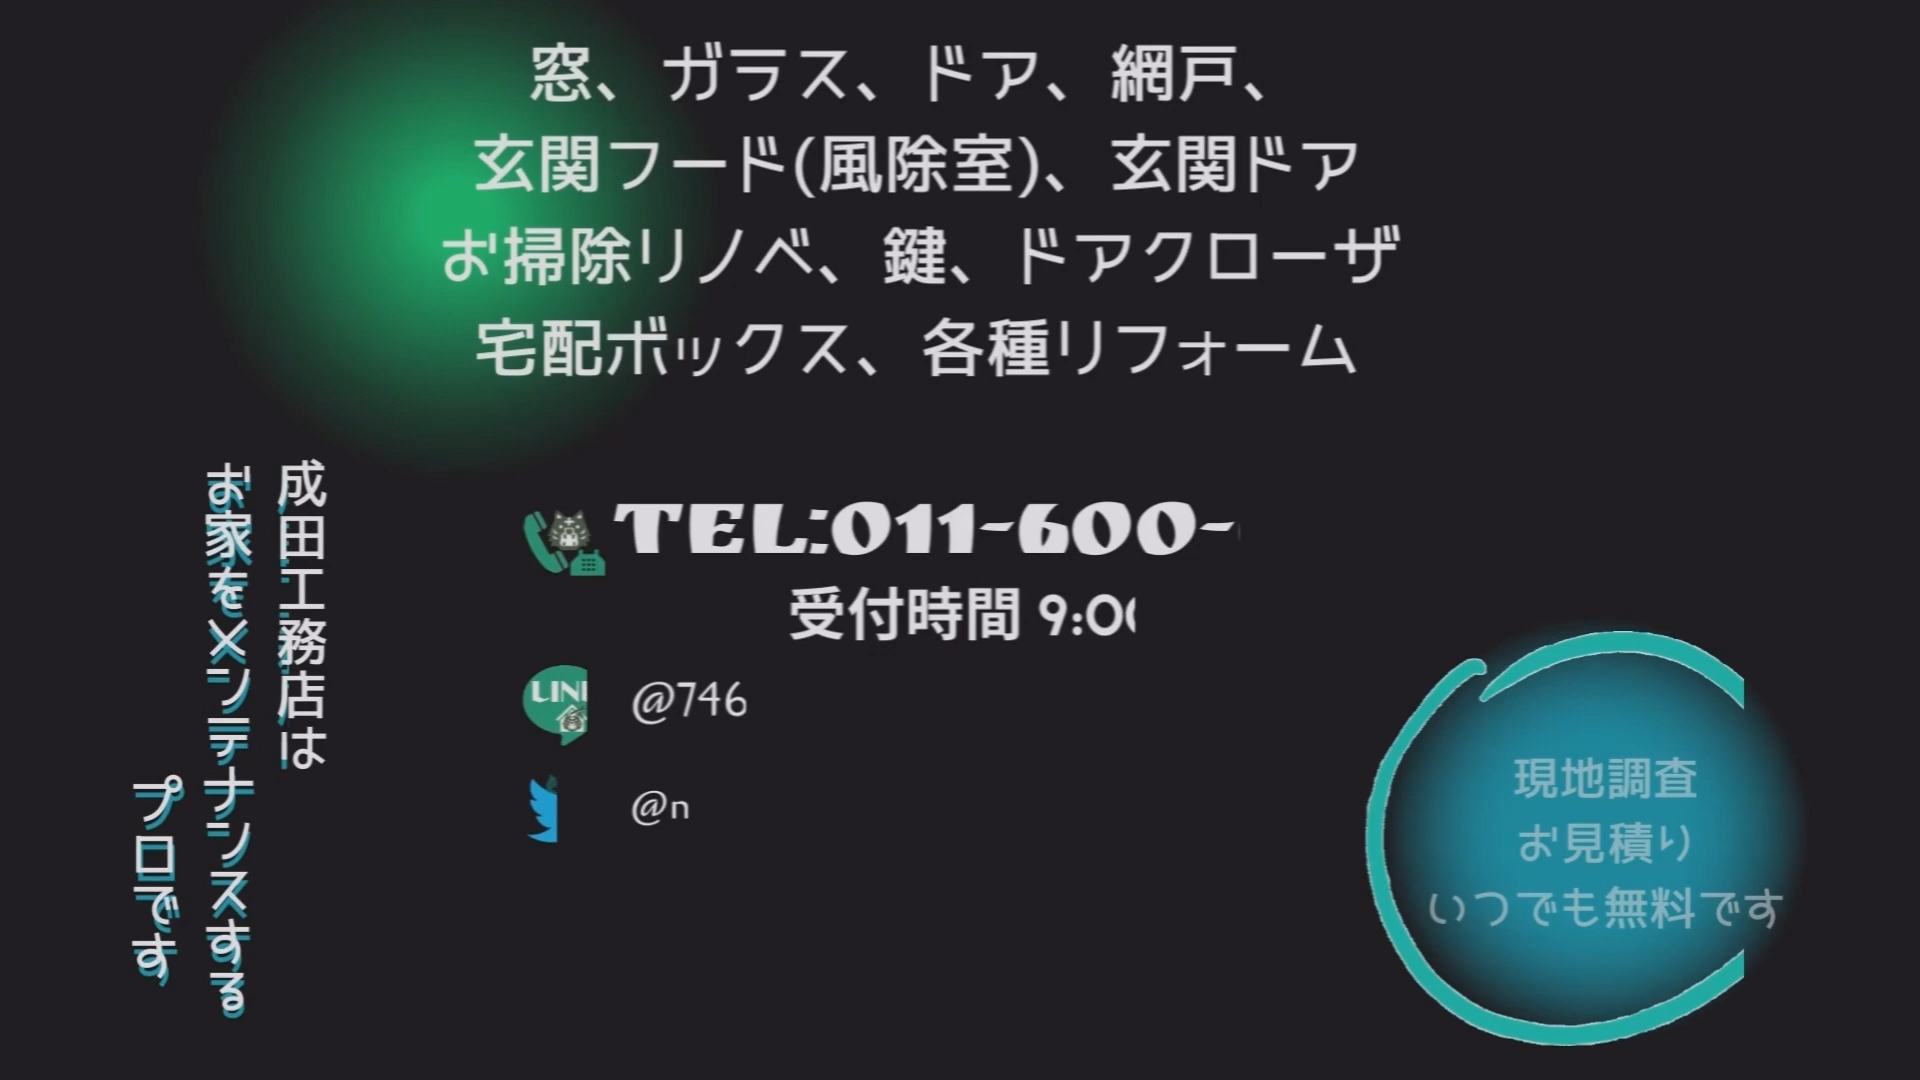 窓、ガラス、ドア、網戸、
玄関フード(風除室)、玄関ドア
お掃除リノベ、鍵、ドアクローザ
宅配ボックス、各種リフォーム
成田工務店は
お家をメンテナンスする
プロです
TEL:011-600-
受付時間 9:00
LINE
@746
@n
現地調査
お見積り
いつでも無料です